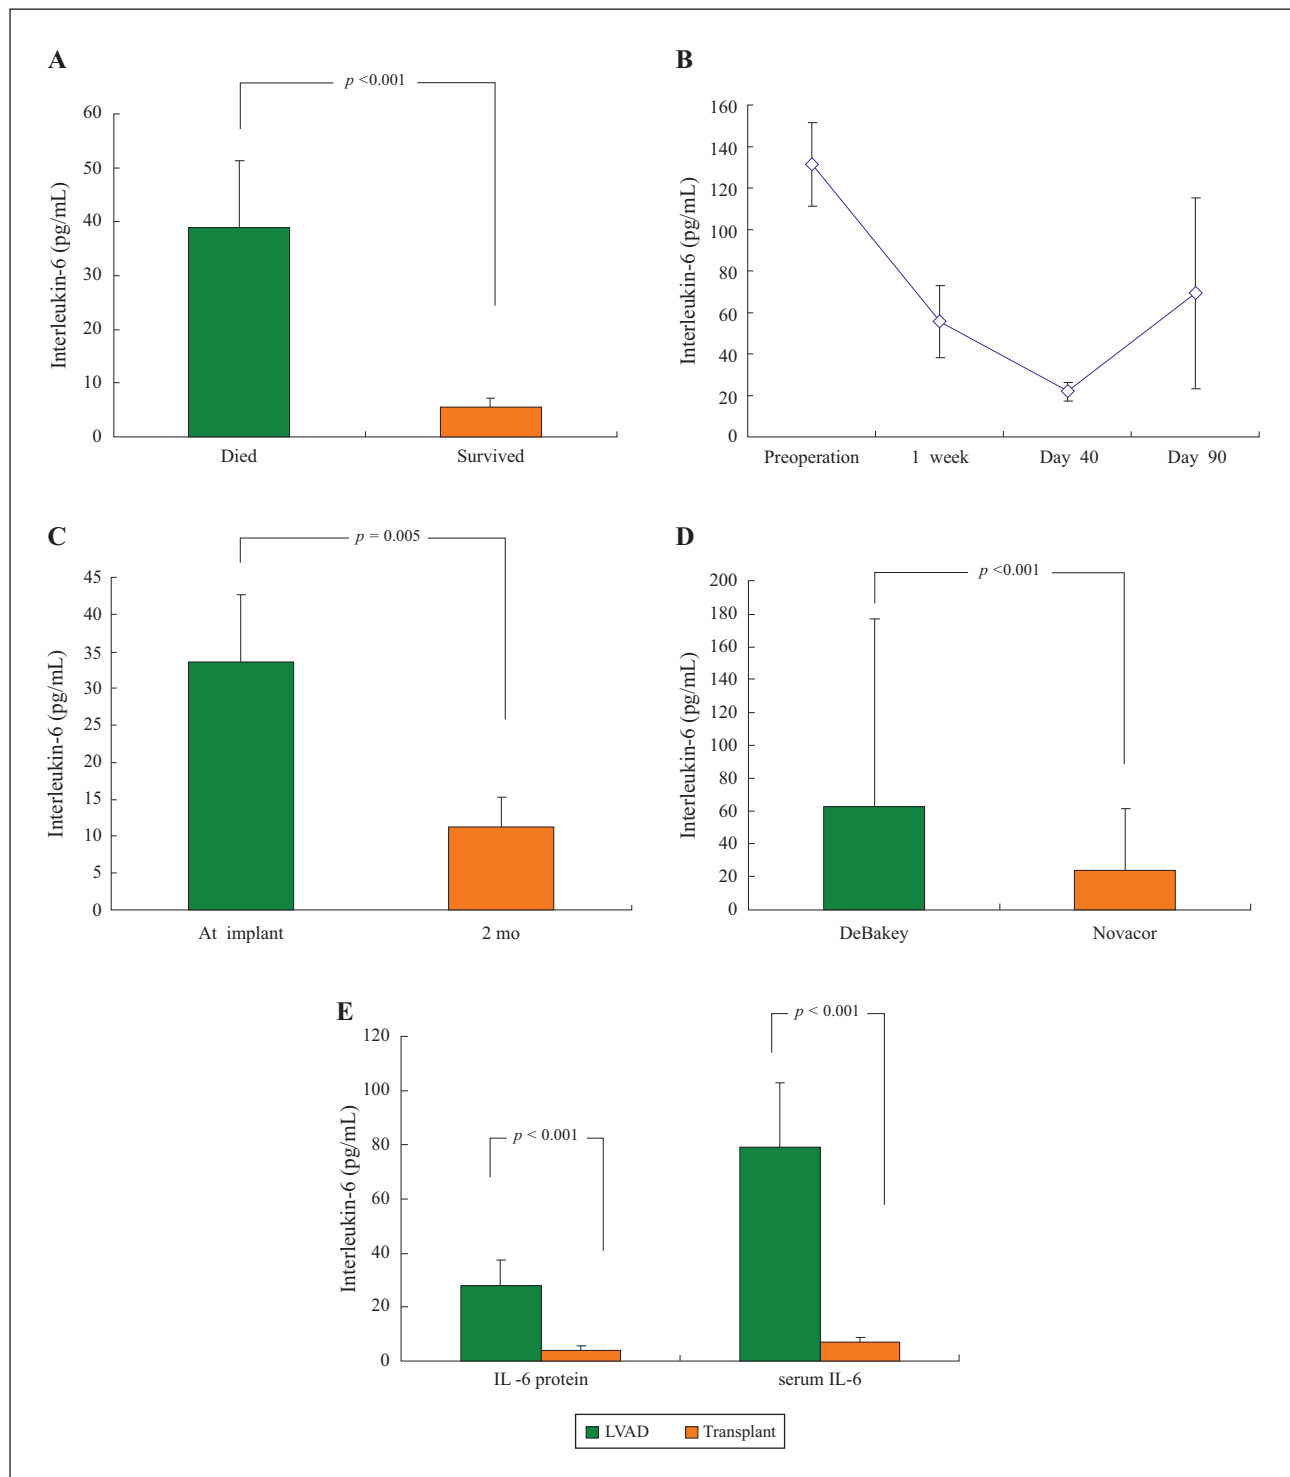 A
p <0.001
Interleukin-6 (pg/mL)
60
50
40
30
20
10
0
Died Survived
B
Interleukin-6 (pg/mL)
160
140
120
100
80
60
40
20
0
Preoperation 1 week Day 40 Day 90
C
p = 0.005
Interleukin-6 (pg/mL)
45
40
35
30
25
20
15
10
5
0
At implant 2 mo
D
p <0.001
Interleukin-6 (pg/mL)
200
180
160
140
120
100
80
60
40
20
0
DeBakey Novacor
E
p < 0.001
p < 0.001
Interleukin-6 (pg/mL)
120
100
80
60
40
20
0
IL -6 protein serum IL-6
LVAD Transplant